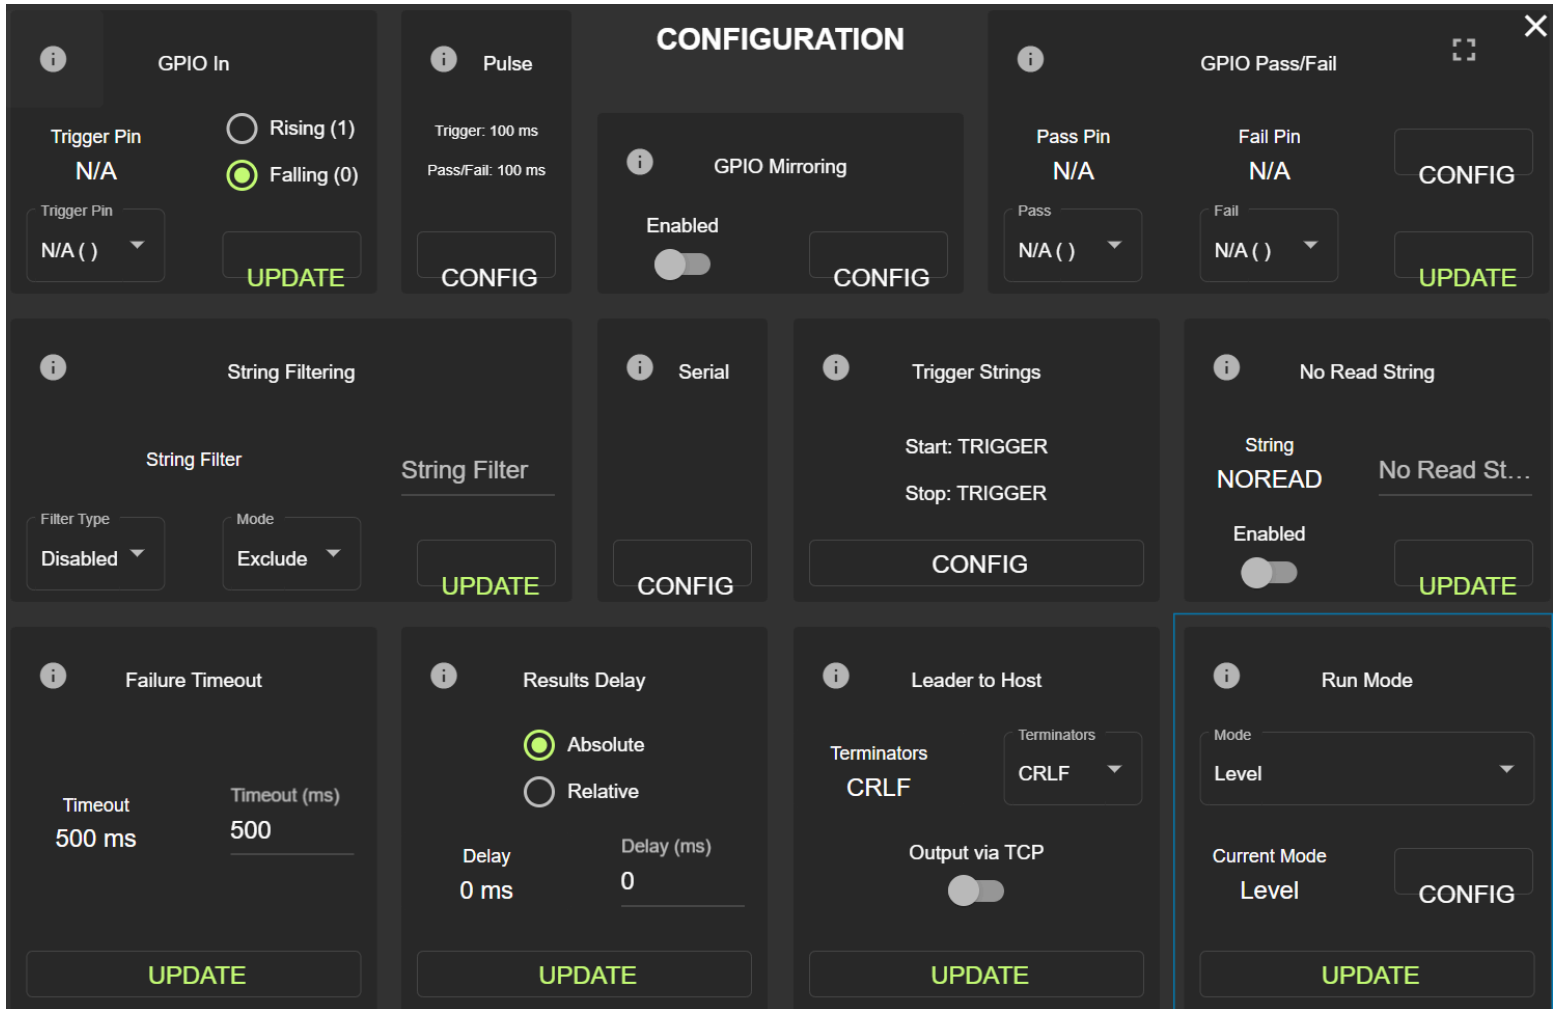 CONFIGURATION
GPIO In
Trigger Pin
N/A
Rising (1)
Falling (0)
Trigger Pin
N/A ( )
UPDATE
Pulse
Trigger: 100 ms
Pass/Fail: 100 ms
CONFIG
GPIO Mirroring
Enabled
CONFIG
GPIO Pass/Fail
Pass Pin
N/A
Fail Pin
N/A
CONFIG
Pass
N/A ( )
Fail
N/A ( )
UPDATE
String Filtering
String Filter
String Filter
Filter Type
Disabled
Mode
Exclude
UPDATE
Serial
CONFIG
Trigger Strings
Start: TRIGGER
Stop: TRIGGER
CONFIG
No Read String
String
NOREAD
No Read St...
Enabled
UPDATE
Failure Timeout
Timeout
500 ms
Timeout (ms)
500
UPDATE
Results Delay
Absolute
Relative
Delay
0 ms
Delay (ms)
0
UPDATE
Leader to Host
Terminators
CRLF
Terminators
CRLF
Output via TCP
UPDATE
Run Mode
Mode
Level
Current Mode
Level
CONFIG
UPDATE